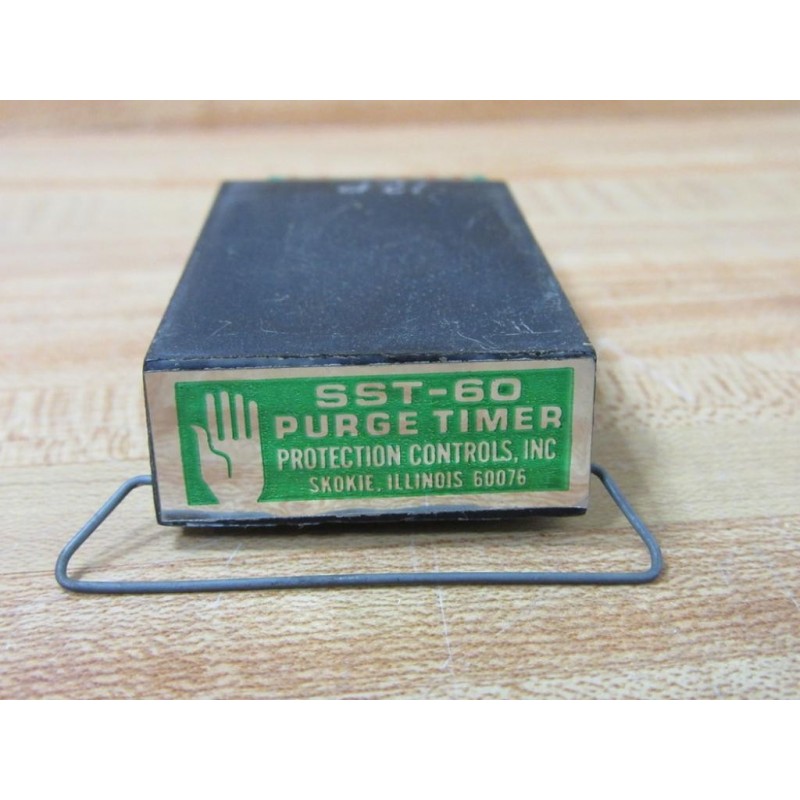 SST-60
PURGE TIMER
PROTECTION CONTROLS, INC
SKOKIE, ILLINOIS 60076